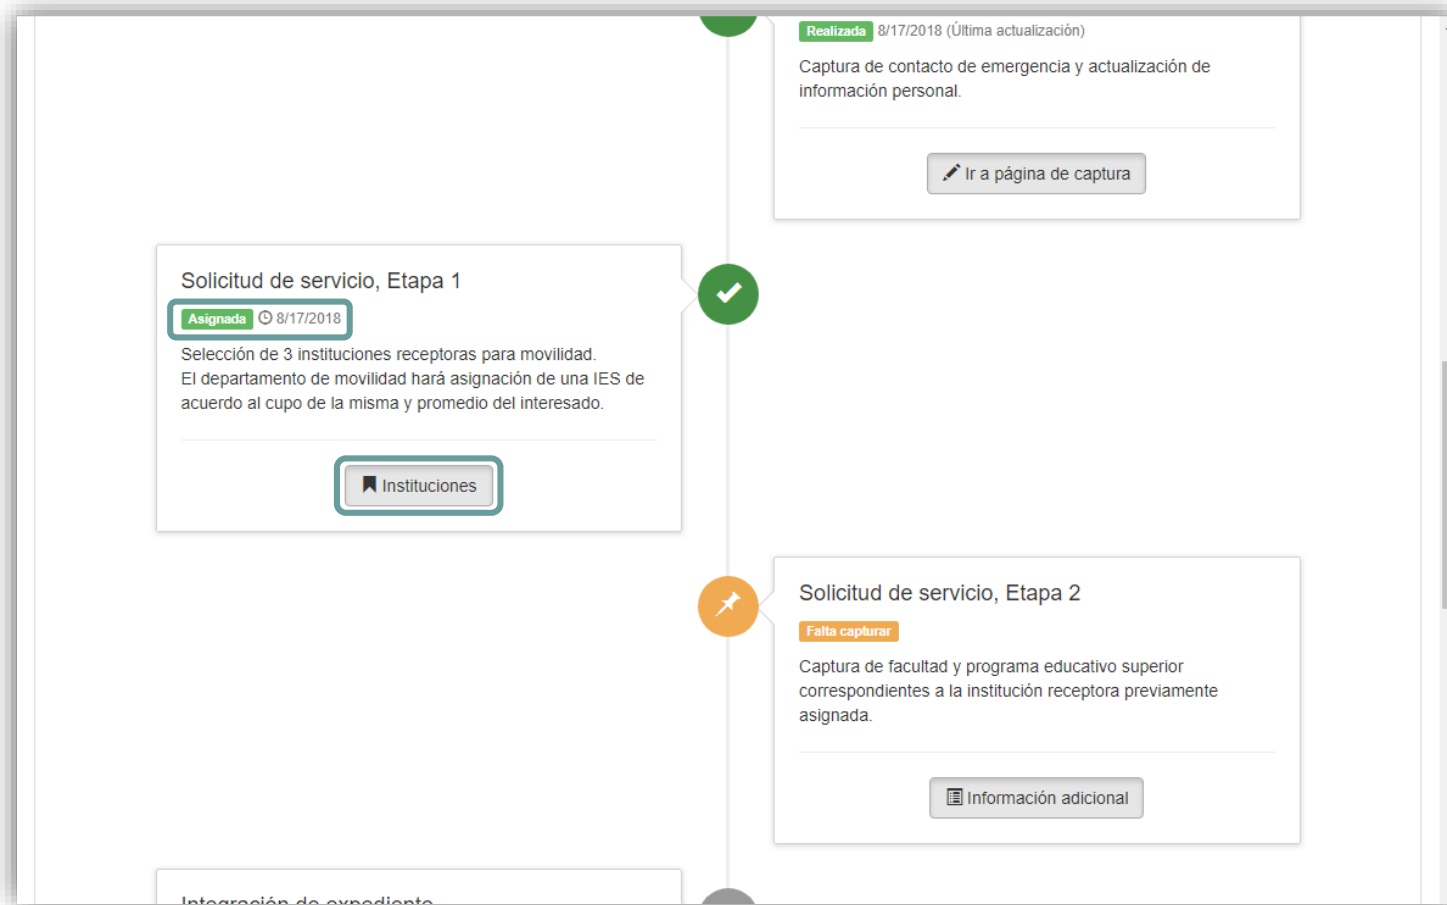 Realizada 8/17/2018 (Última actualización)
Captura de contacto de emergencia y actualización de
información personal.
Ir a página de captura
Solicitud de servicio, Etapa 1
Asignada 8/17/2018
Selección de 3 instituciones receptoras para movilidad.
El departamento de movilidad hará asignación de una IES de
acuerdo al cupo de la misma y promedio del interesado.
Instituciones
Solicitud de servicio, Etapa 2
Falta capturar
Captura de facultad y programa educativo superior
correspondientes a la institución receptora previamente
asignada.
Información adicional
Integración de expediente